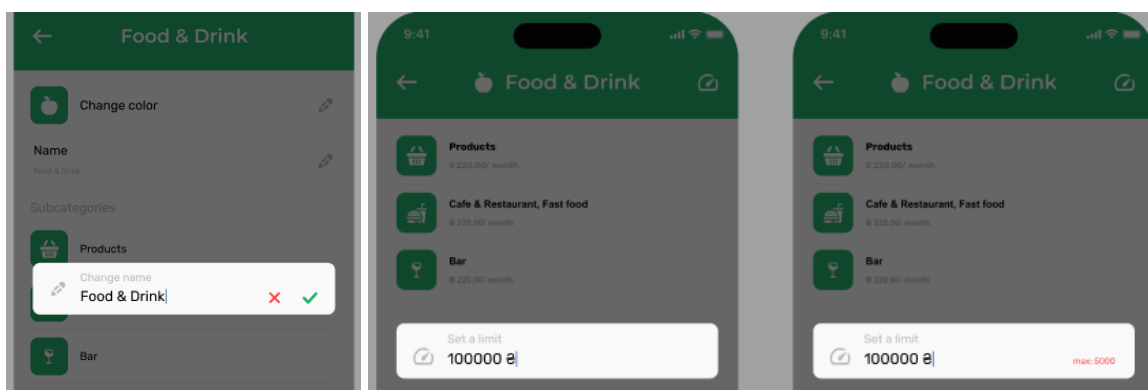 Food & Drink
Change color
Name
Food & Drink
Subcategories
Products
Change name
Food & Drink
Bar
9:41
Food & Drink
Products
₴ 220.00/ month
Cafe & Restaurant, Fast food
₴ 220.00/ month
Bar
₴ 220.00/ month
Set a limit
100000 ₴
9:41
Food & Drink
Products
₴ 220.00/ month
Cafe & Restaurant, Fast food
₴ 220.00/ month
Bar
₴ 220.00/ month
Set a limit
100000 ₴
max: 5000